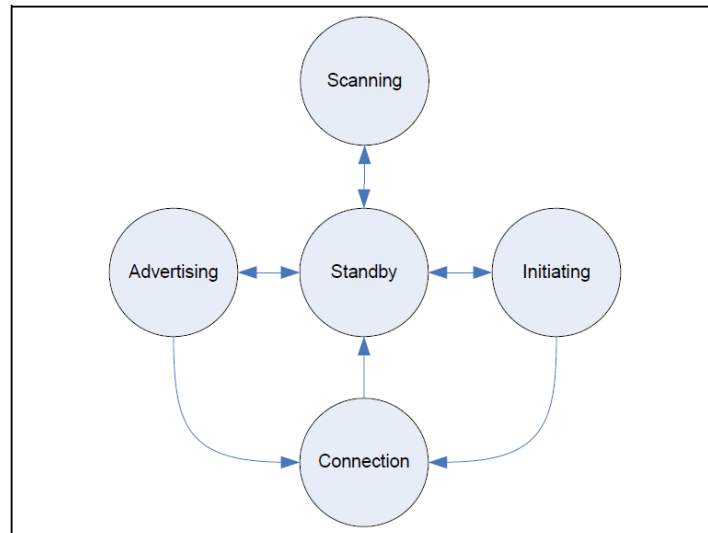 Scanning
Advertising
Standby
Initiating
Connection